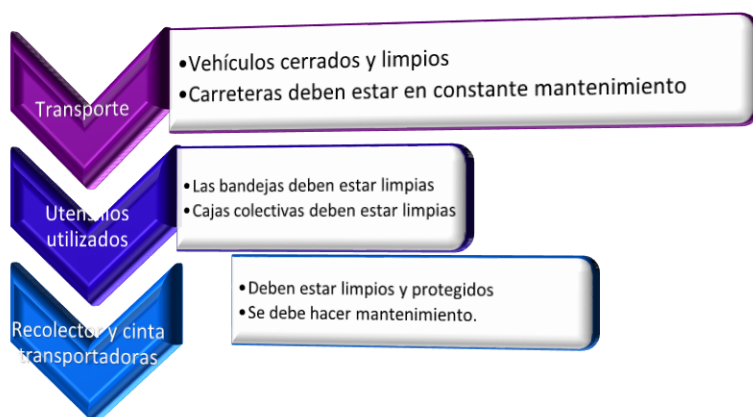 Transporte
•Vehículos cerrados y limpios
•Carreteras deben estar en constante mantenimiento
Utensilios
utilizados
•Las bandejas deben estar limpias
•Cajas colectivas deben estar limpias
Recolector y cinta
transportadoras
•Deben estar limpios y protegidos
•Se debe hacer mantenimiento.